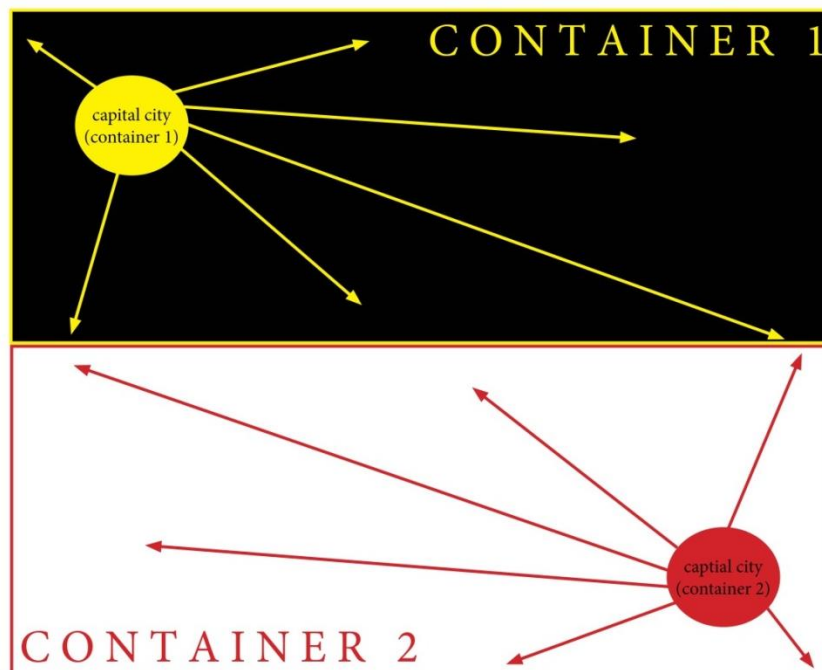 CONTAINER 1
capital city
(container 1)
captial city
(container 2)
CONTAINER 2